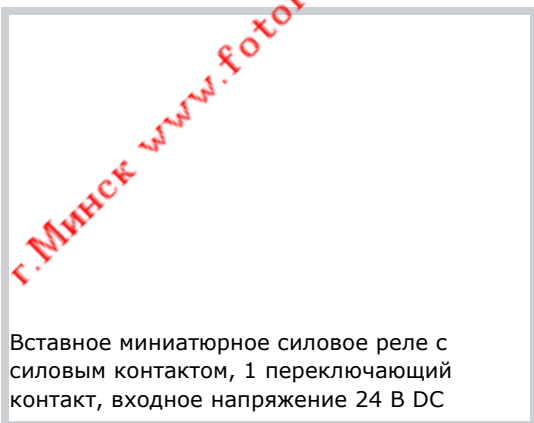 г.Минск www.foto
Вставное миниатюрное силовое реле с
силовым контактом, 1 переключающий
контакт, входное напряжение 24 В DC